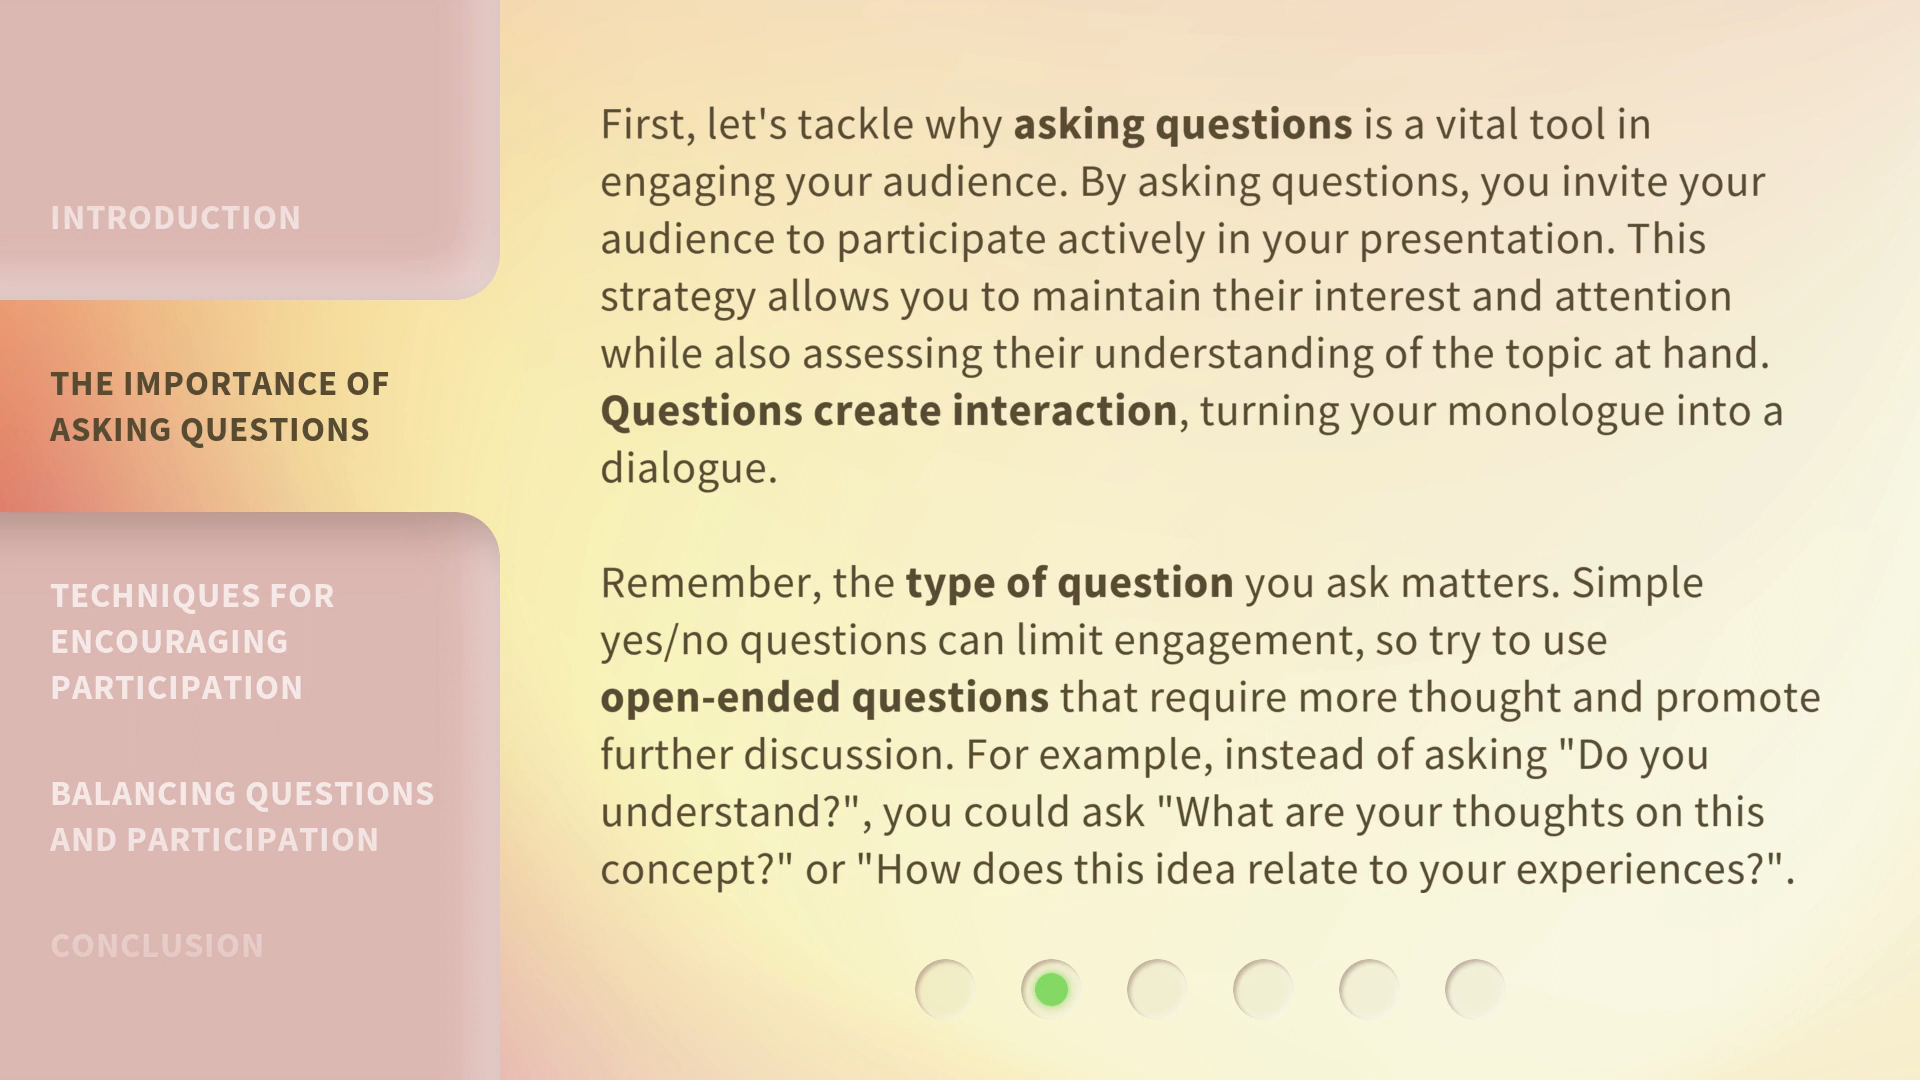 INTRODUCTION
THE IMPORTANCE OF
ASKING QUESTIONS
TECHNIQUES FOR
ENCOURAGING
PARTICIPATION
BALANCING QUESTIONS
AND PARTICIPATION
CONCLUSION
First, let's tackle why asking questions is a vital tool in
engaging your audience. By asking questions, you invite your
audience to participate actively in your presentation. This
strategy allows you to maintain their interest and attention
while also assessing their understanding of the topic at hand.
Questions create interaction, turning your monologue into a
dialogue.
Remember, the type of question you ask matters. Simple
yes/no questions can limit engagement, so try to use
open-ended questions that require more thought and promote
further discussion. For example, instead of asking "Do you
understand?", you could ask "What are your thoughts on this
concept?" or "How does this idea relate to your experiences?".